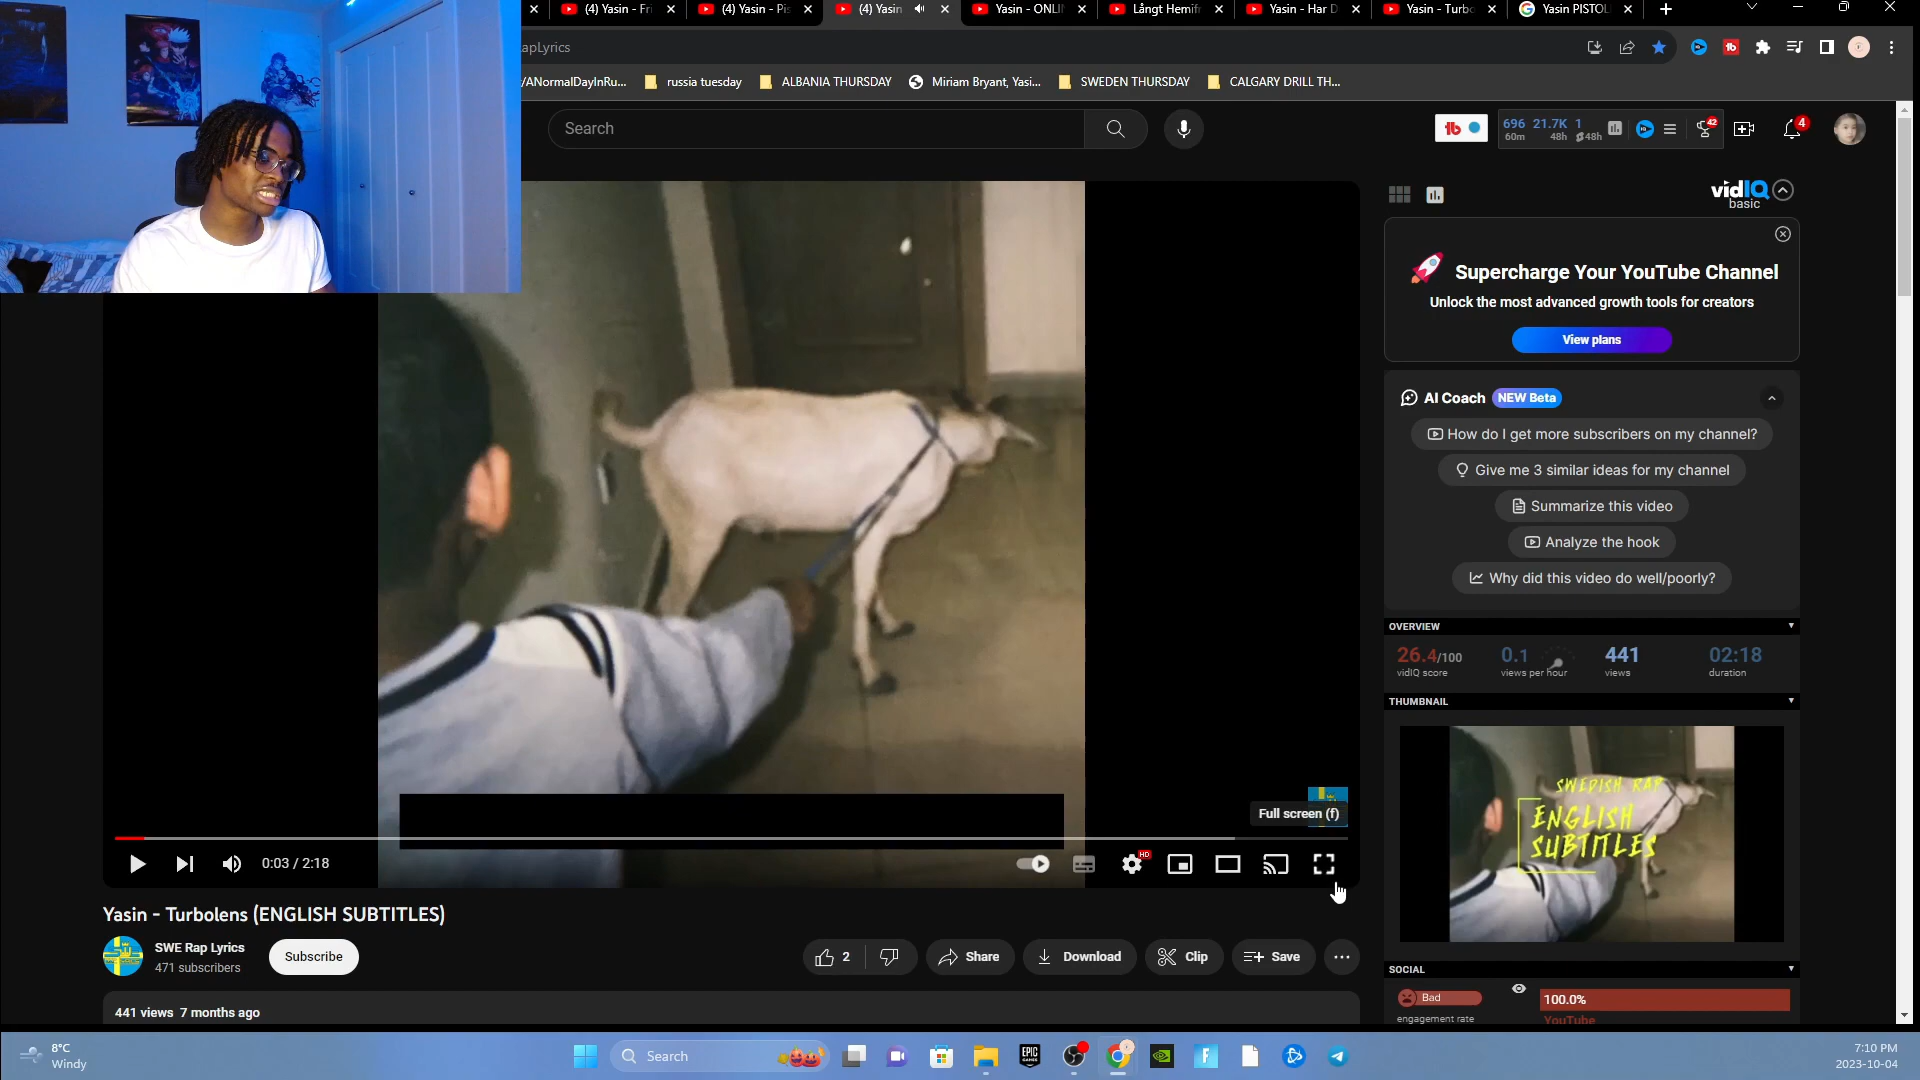 (4) Yasin - Fri
(4) Yasin - Pis
(4) Yasin
Yasin - ONLI
Långt Hemifr
Yasin - Har D
Yasin - Turbo
Yasin PISTOL
apLyrics
/ANormalDayInRu...
russia tuesday
ALBANIA THURSDAY
Miriam Bryant, Yasi...
SWEDEN THURSDAY
CALGARY DRILL TH...
Search
696 21.7K 1
60m 48h 48h
42
4
vidIQ
basic
Supercharge Your YouTube Channel
Unlock the most advanced growth tools for creators
View plans
AI Coach NEW Beta
How do I get more subscribers on my channel?
Give me 3 similar ideas for my channel
Summarize this video
Analyze the hook
Why did this video do well/poorly?
OVERVIEW
26.4/100 0.1 441 02:18
vidIQ score views per hour views duration
THUMBNAIL
SWEDISH RAP
ENGLISH
SUBTITLES
SOCIAL
Bad
100.0%
engagement rate
YouTube
Full screen (f)
0:03 / 2:18
HD
Yasin - Turbolens (ENGLISH SUBTITLES)
SWE Rap Lyrics
471 subscribers
Subscribe
2
Share
Download
Clip
Save
441 views 7 months ago
8°C
Windy
Search
EPIC
GAMES
7:10 PM
2023-10-04